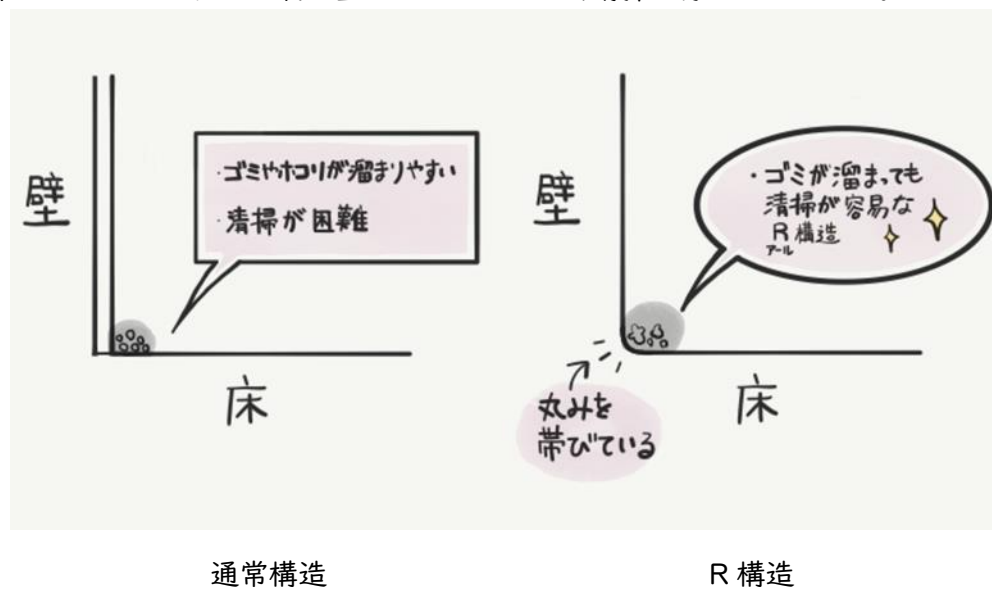 壁
・ゴミやホコリが溜まりやすい
・清掃が困難
床
壁
・ゴミが溜まっても
清掃が容易な
R構造
アール
丸みを
帯びている
床
通常構造
R構造